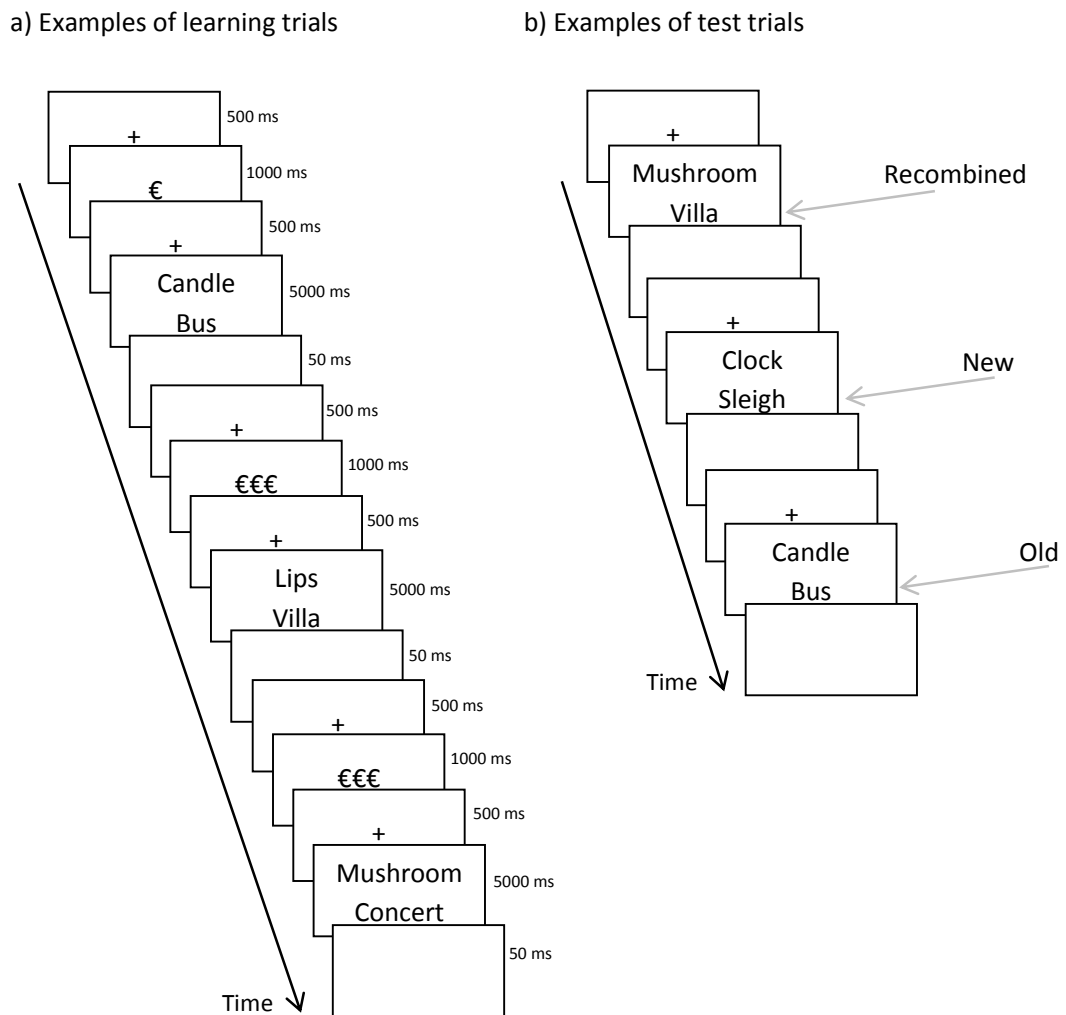 a) Examples of learning trials
+
500 ms
€
1000 ms
+
500 ms
Candle
Bus
5000 ms
50 ms
+
500 ms
€€€
1000 ms
+
500 ms
Lips
Villa
5000 ms
50 ms
+
500 ms
€€€
1000 ms
+
500 ms
Mushroom
Concert
5000 ms
50 ms
Time
b) Examples of test trials
+
Mushroom
Villa
Recombined
+
Clock
Sleigh
New
+
Candle
Bus
Old
Time